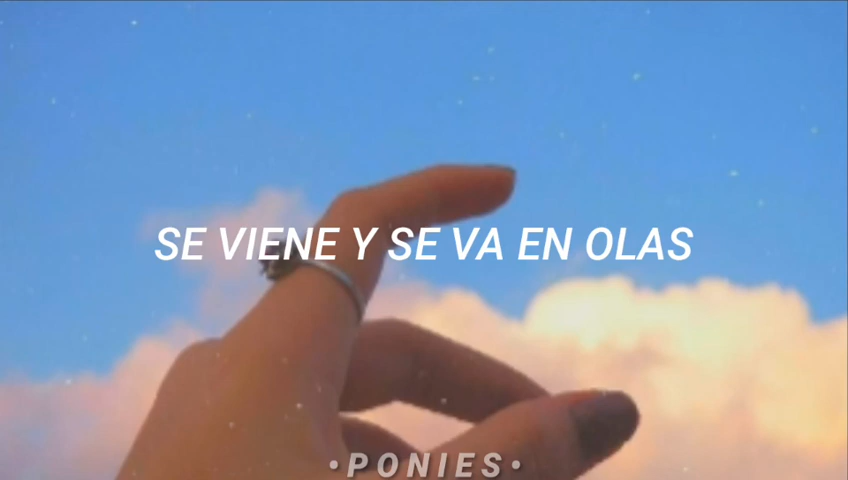 SE VIENE Y SE VA EN OLAS
•PONIES•